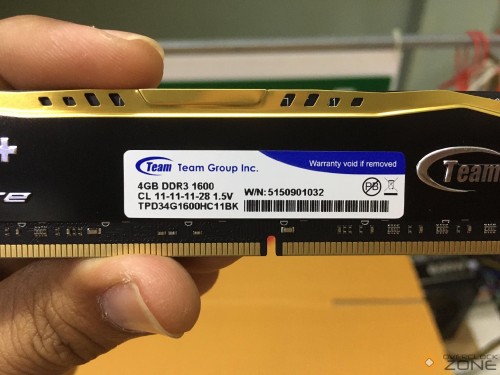 Team Team Group Inc. Warranty void if removed
4GB DDR3 1600
CL 11-11-11-28 1.5V W/N: 5150901032
TPD34G1600HC11BK
Team
ZONE